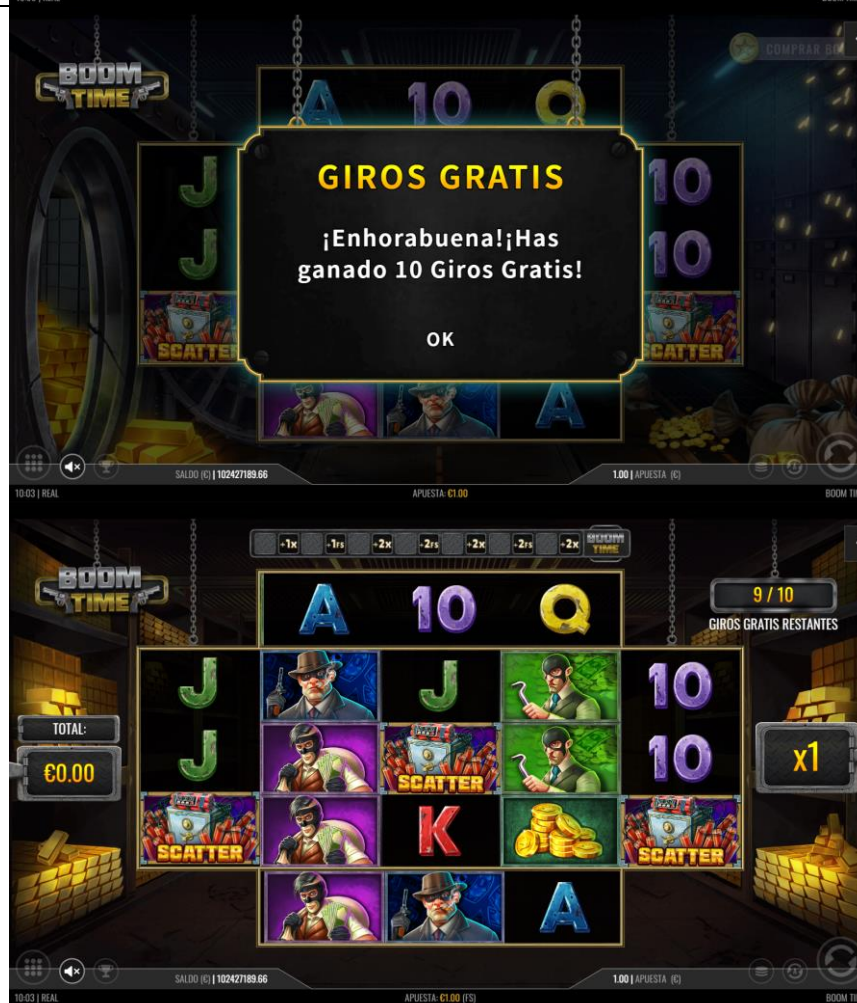 BOOM
TIME
COMPRAR
A 10 Q
GIROS GRATIS
¡Enhorabuena!¡Has
ganado 10 Giros Gratis!
OK
J 10
J 10
SCATTER SCATTER
A
SALDO (€) | 102427189.66 1.00 | APUESTA (€)
10:03 | REAL APUESTA: €1.00 BOOM
+1x +1FS +2x +2FS +2x +2FS +2x BOOM TIME
BOOM
TIME
A 10 Q
9 / 10
GIROS GRATIS RESTANTES
J J 10
TOTAL:
€0.00
J SCATTER 10
x1
SCATTER K SCATTER
A
SALDO (€) | 102427189.66 1.00 | APUESTA (€)
10:03 | REAL APUESTA: €1.00 (FS) BOOM